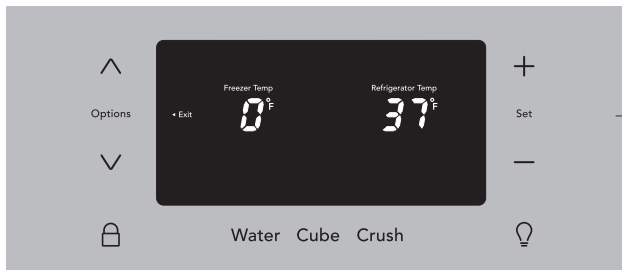 Freezer Temp Refrigerator Temp
0°F 37°F
Options ◂ Exit Set
Water Cube Crush